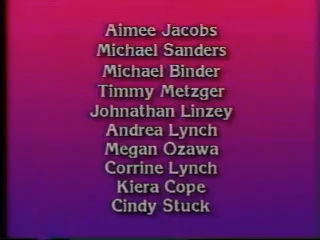 Aimee Jacobs
Michael Sanders
Michael Binder
Timmy Metzger
Johnathan Linzey
Andrea Lynch
Megan Ozawa
Corrine Lynch
Kiera Cope
Cindy Stuck